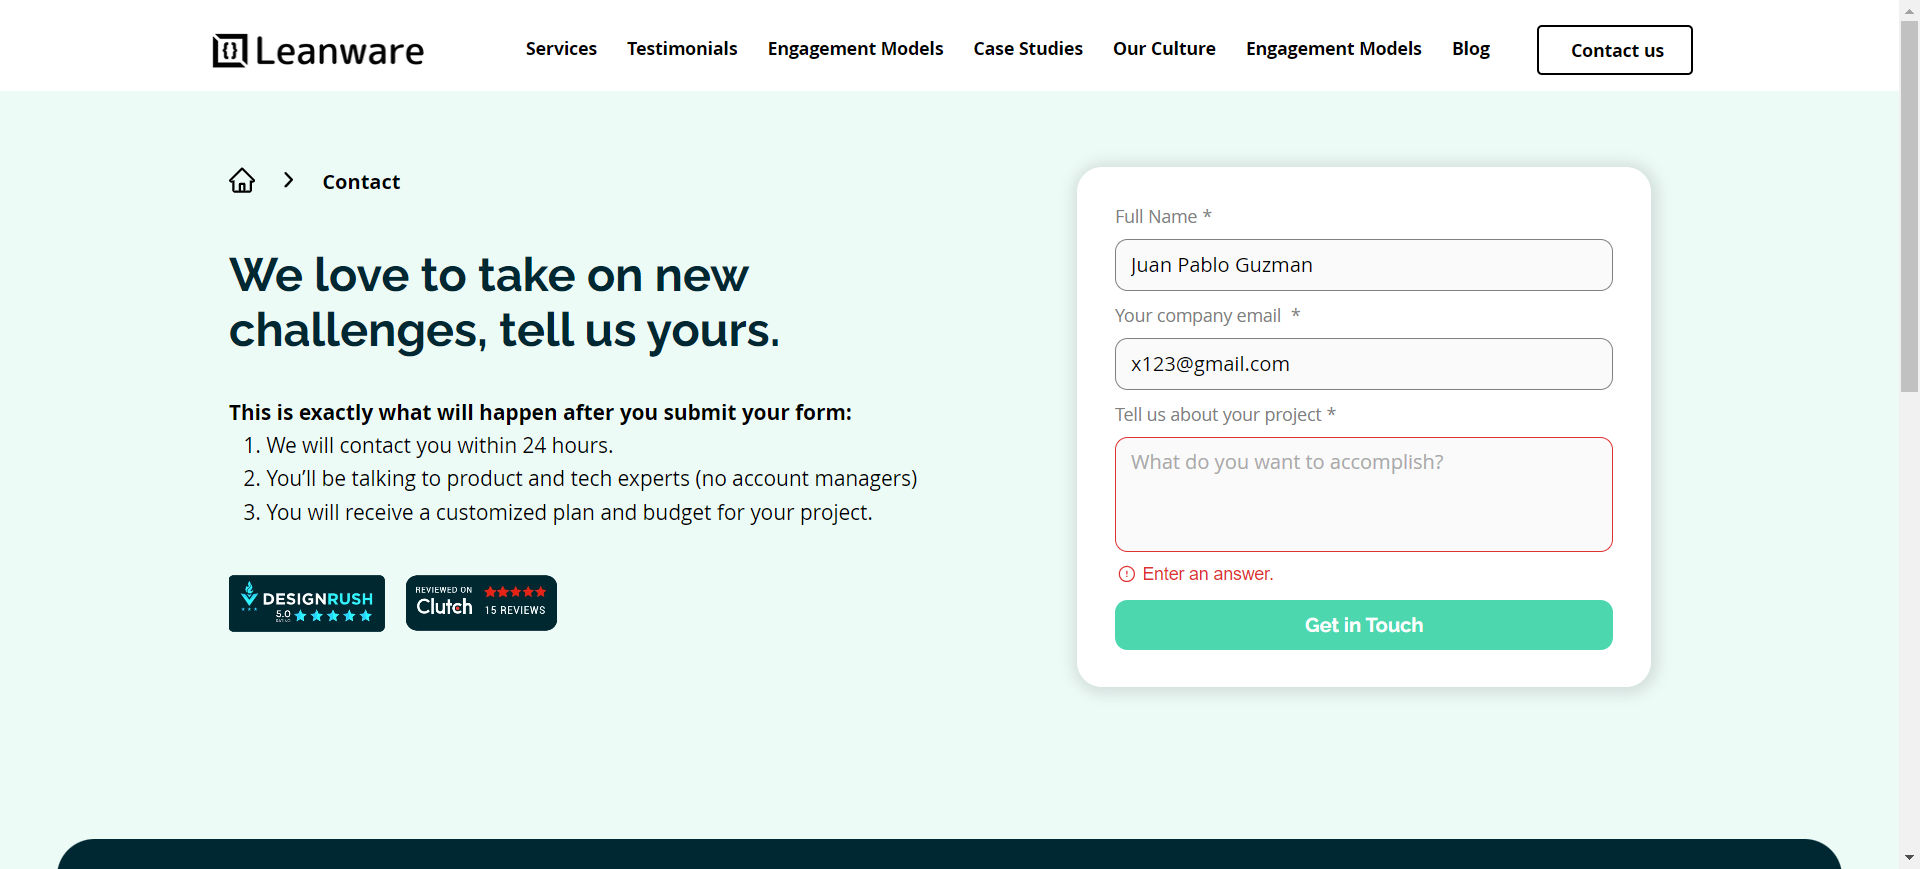 Leanware
Services Testimonials Engagement Models Case Studies Our Culture Engagement Models Blog Contact us
Contact
We love to take on new
challenges, tell us yours.
This is exactly what will happen after you submit your form:
1. We will contact you within 24 hours.
2. You’ll be talking to product and tech experts (no account managers)
3. You will receive a customized plan and budget for your project.
DESIGNRUSH
5.0
RATING
REVIEWED ON
Clutch
15 REVIEWS
Full Name *
Juan Pablo Guzman
Your company email *
x123@gmail.com
Tell us about your project *
What do you want to accomplish?
Enter an answer.
Get in Touch